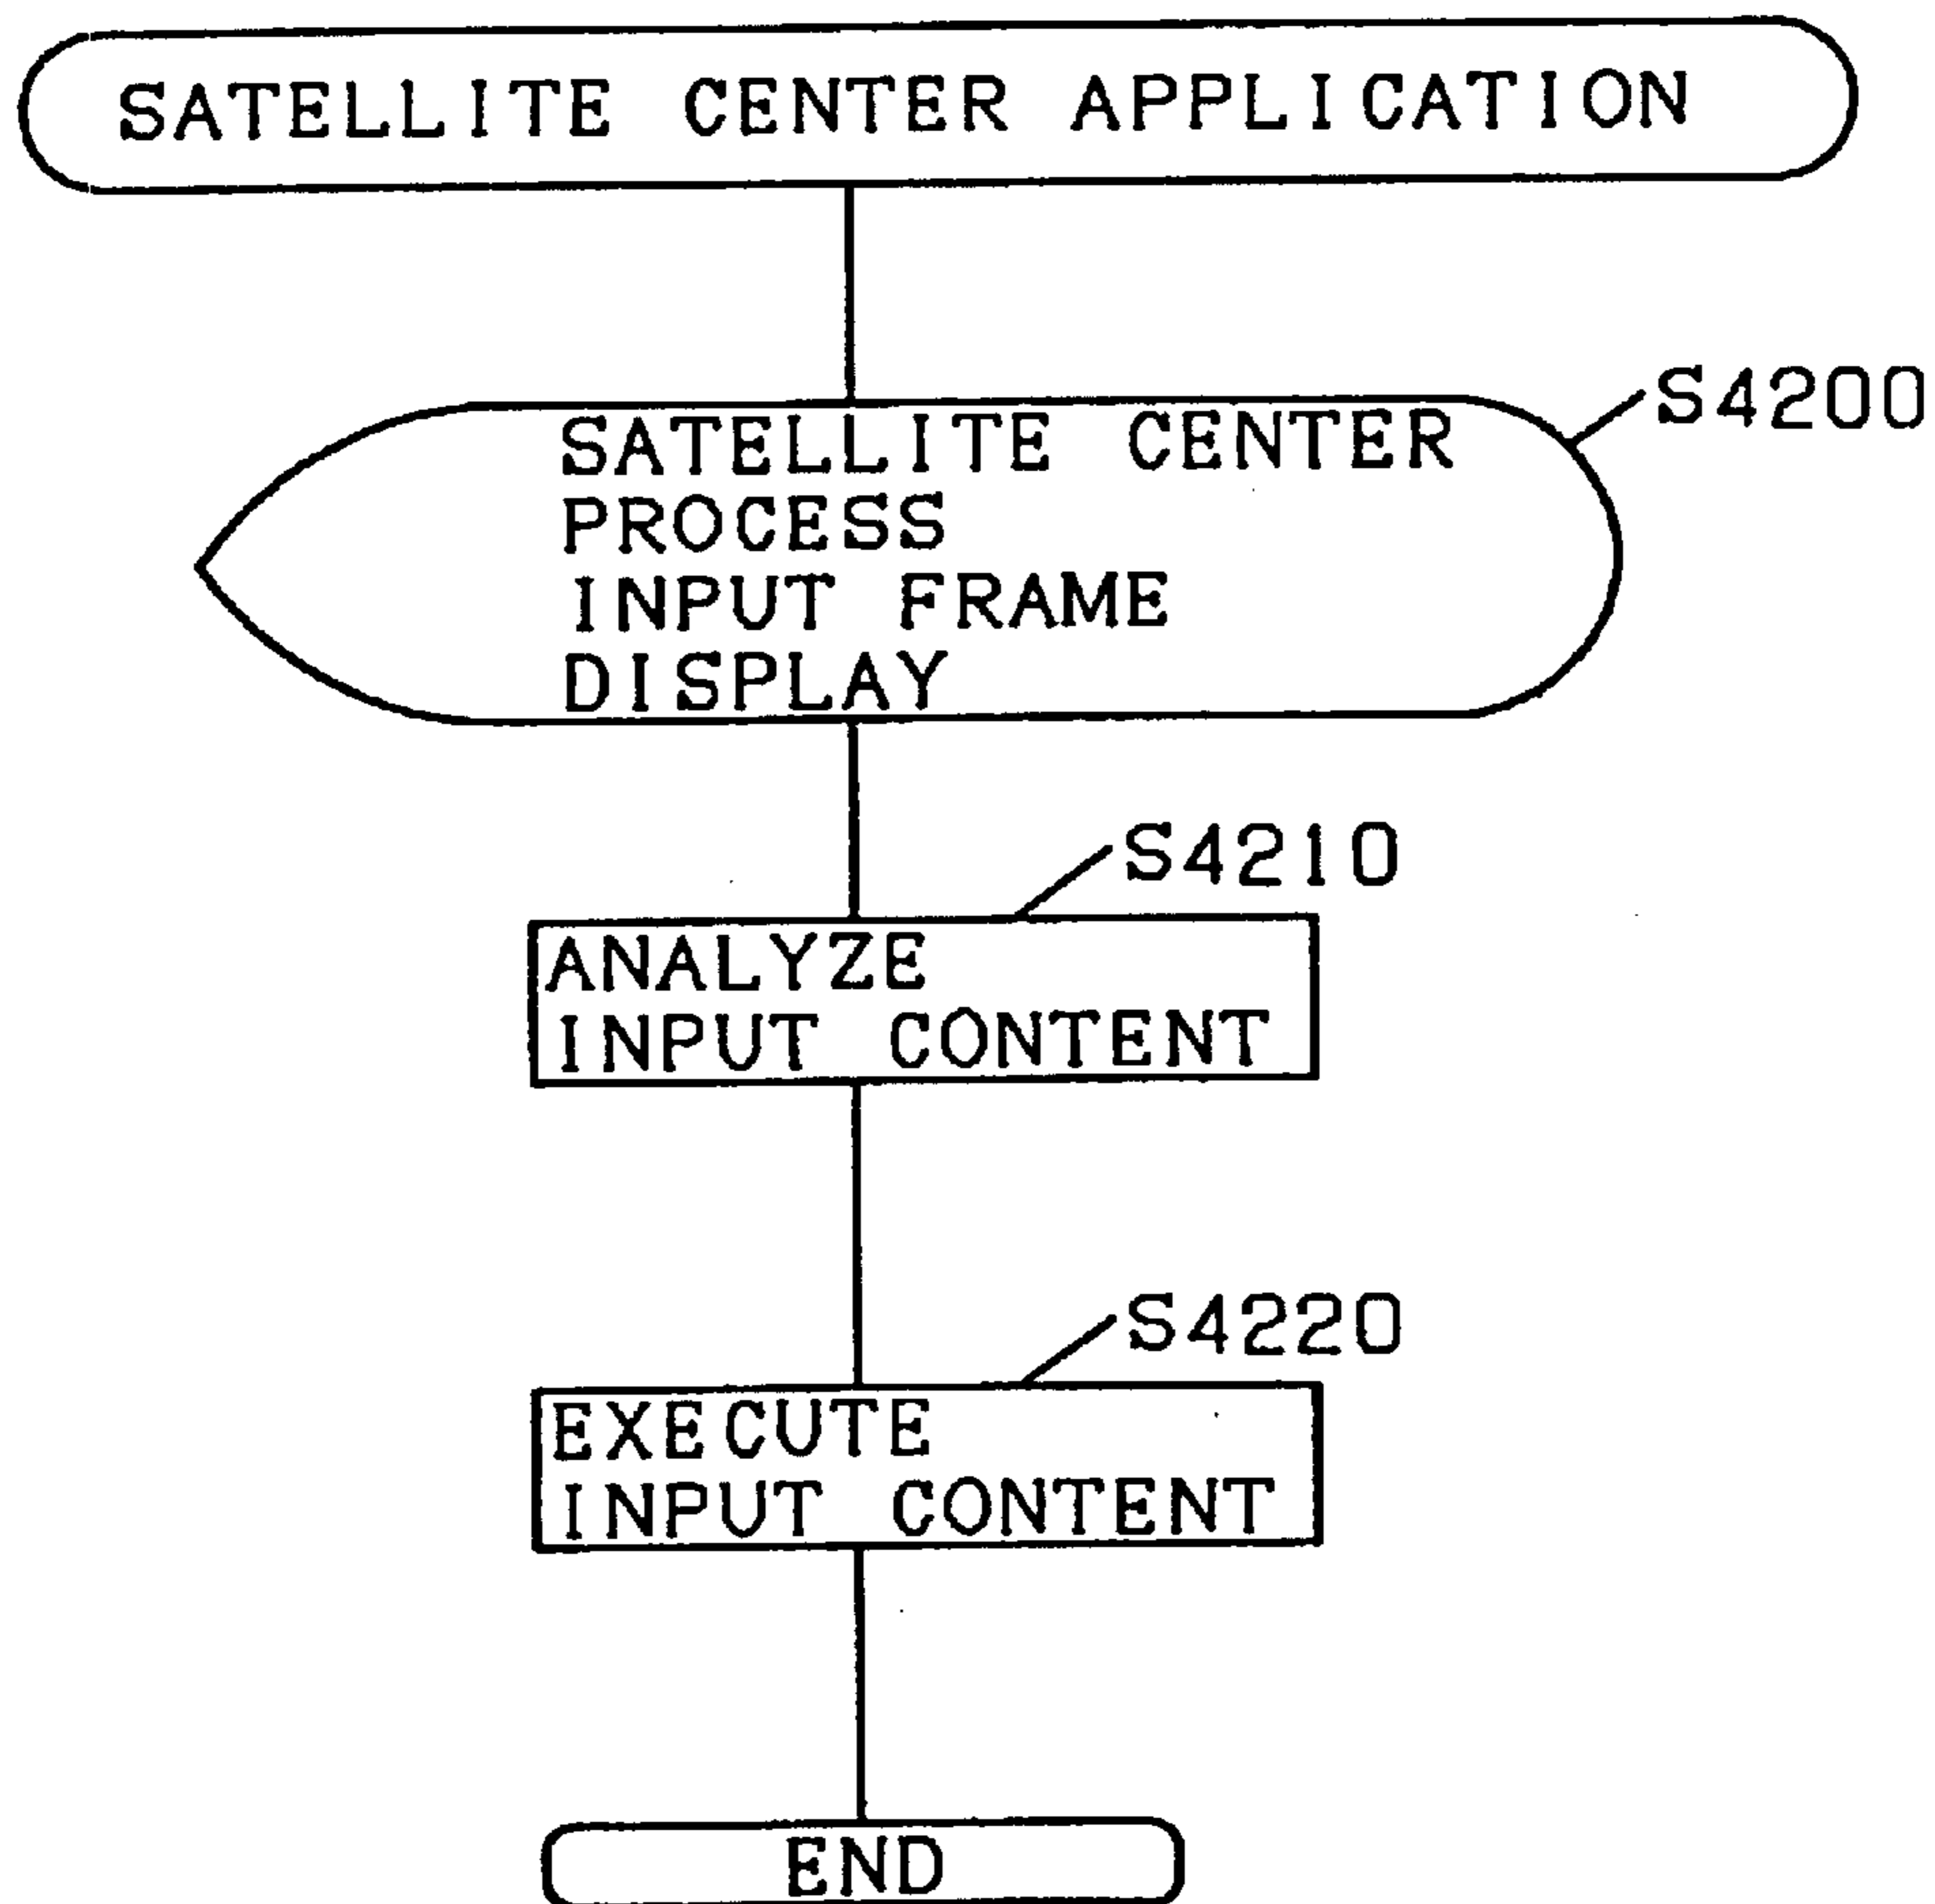 SATELLITE CENTER APPLICATION
S4200
SATELLITE CENTER
PROCESS
INPUT FRAME
DISPLAY
S4210
ANALYZE
INPUT CONTENT
S4220
EXECUTE
INPUT CONTENT
END